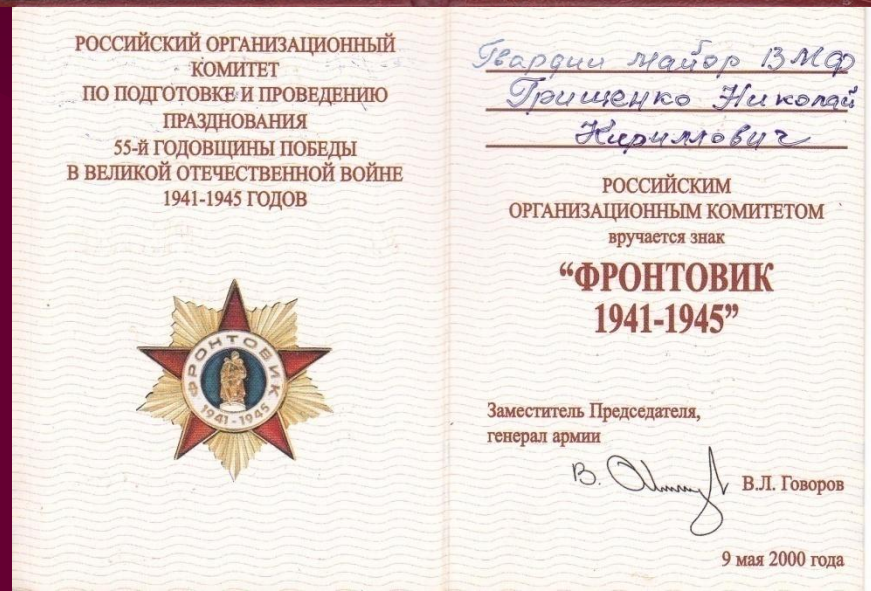 РОССИЙСКИЙ ОРГАНИЗАЦИОННЫЙ
КОМИТЕТ
ПО ПОДГОТОВКЕ И ПРОВЕДЕНИЮ
ПРАЗДНОВАНИЯ
55-й ГОДОВЩИНЫ ПОБЕДЫ
В ВЕЛИКОЙ ОТЕЧЕСТВЕННОЙ ВОЙНЕ
1941-1945 ГОДОВ
ФРОНТОВИК
1941-1945
Гвардии майор ВМФ
Грищенко Николай
Кириллович
РОССИЙСКИМ
ОРГАНИЗАЦИОННЫМ КОМИТЕТОМ
вручается знак
“ФРОНТОВИК
1941-1945”
Заместитель Председателя,
генерал армии
В.Л. Говоров
9 мая 2000 года